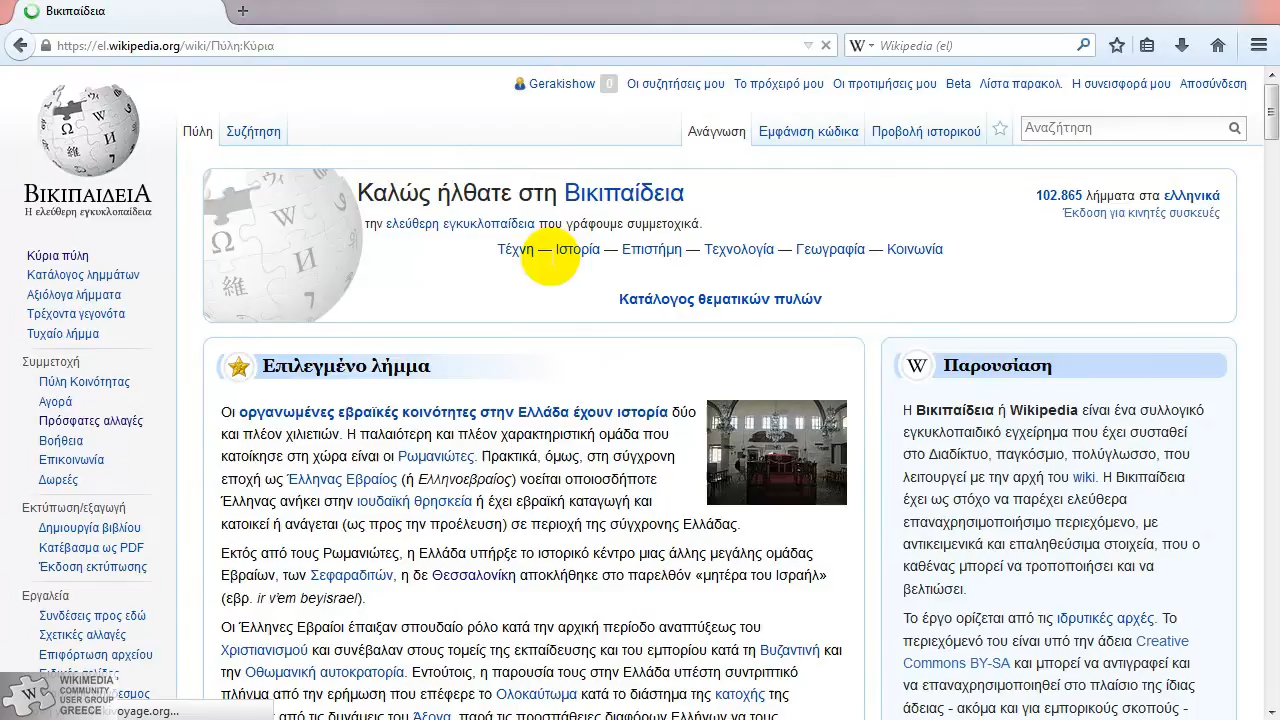 Βικιπαίδεια
https://el.wikipedia.org/wiki/Πύλη:Κύρια
W Wikipedia (el)
Gerakishow 0 Οι συζητήσεις μου Το πρόχειρό μου Οι προτιμήσεις μου Beta Λίστα παρακολ. Η συνεισφορά μου Αποσύνδεση
Πύλη Συζήτηση Ανάγνωση Εμφάνιση κώδικα Προβολή ιστορικού Αναζήτηση
ΒΙΚΙΠΑΙΔΕΙΑ
Η ελεύθερη εγκυκλοπαίδεια
Κύρια πύλη
Κατάλογος λημμάτων
Αξιόλογα λήμματα
Τρέχοντα γεγονότα
Τυχαίο λήμμα
Συμμετοχή
Πύλη Κοινότητας
Αγορά
Πρόσφατες αλλαγές
Βοήθεια
Επικοινωνία
Δωρεές
Εκτύπωση/εξαγωγή
Δημιουργία βιβλίου
Κατέβασμα ως PDF
Έκδοση εκτύπωσης
Εργαλεία
Συνδέσεις προς εδώ
Σχετικές αλλαγές
Επιφόρτωση αρχείου
WIKIMEDIA
COMMUNITY
USER GROUP
GREECE
voyage.org...
Καλώς ήλθατε στη Βικιπαίδεια
την ελεύθερη εγκυκλοπαίδεια που γράφουμε συμμετοχικά.
Τέχνη — Ιστορία — Επιστήμη — Τεχνολογία — Γεωγραφία — Κοινωνία
Κατάλογος θεματικών πυλών
102.865 λήμματα στα ελληνικά
Έκδοση για κινητές συσκευές
Επιλεγμένο λήμμα
Οι οργανωμένες εβραϊκές κοινότητες στην Ελλάδα έχουν ιστορία δύο
και πλέον χιλιετιών. Η παλαιότερη και πλέον χαρακτηριστική ομάδα που
κατοίκησε στη χώρα είναι οι Ρωμανιώτες. Πρακτικά, όμως, στη σύγχρονη
εποχή ως Έλληνας Εβραίος (ή Ελληνοεβραίος) νοείται οποιοσδήποτε
Έλληνας ανήκει στην ιουδαϊκή θρησκεία ή έχει εβραϊκή καταγωγή και
κατοικεί ή ανάγεται (ως προς την προέλευση) σε περιοχή της σύγχρονης Ελλάδας.
Εκτός από τους Ρωμανιώτες, η Ελλάδα υπήρξε το ιστορικό κέντρο μιας άλλης μεγάλης ομάδας
Εβραίων, των Σεφαραδιτών, η δε Θεσσαλονίκη αποκλήθηκε στο παρελθόν «μητέρα του Ισραήλ»
(εβρ. ir v'em beyisrael).
Οι Έλληνες Εβραίοι έπαιξαν σπουδαίο ρόλο κατά την αρχική περίοδο αναπτύξεως του
Χριστιανισμού και συνέβαλαν στους τομείς της εκπαίδευσης και του εμπορίου κατά τη Βυζαντινή και
την Οθωμανική αυτοκρατορία. Εντούτοις, η παρουσία τους στην Ελλάδα υπέστη συντριπτικό
πλήγμα από την ερήμωση που επέφερε το Ολοκαύτωμα κατά το διάστημα της κατοχής της
από τις δυνάμεις του Άξονα, παρά τις προσπάθειες διαφόρων Ελλήνων να τους
Παρουσίαση
Η Βικιπαίδεια ή Wikipedia είναι ένα συλλογικό
εγκυκλοπαιδικό εγχείρημα που έχει συσταθεί
στο Διαδίκτυο, παγκόσμιο, πολύγλωσσο, που
λειτουργεί με την αρχή του wiki. Η Βικιπαίδεια
έχει ως στόχο να παρέχει ελεύθερα
επαναχρησιμοποιήσιμο περιεχόμενο, με
αντικειμενικά και επαληθεύσιμα στοιχεία, που ο
καθένας μπορεί να τροποποιήσει και να
βελτιώσει.
Το έργο ορίζεται από τις ιδρυτικές αρχές. Το
περιεχόμενό του είναι υπό την άδεια Creative
Commons BY-SA και μπορεί να αντιγραφεί και
να επαναχρησιμοποιηθεί στο πλαίσιο της ίδιας
άδειας - ακόμα και για εμπορικούς σκοπούς -